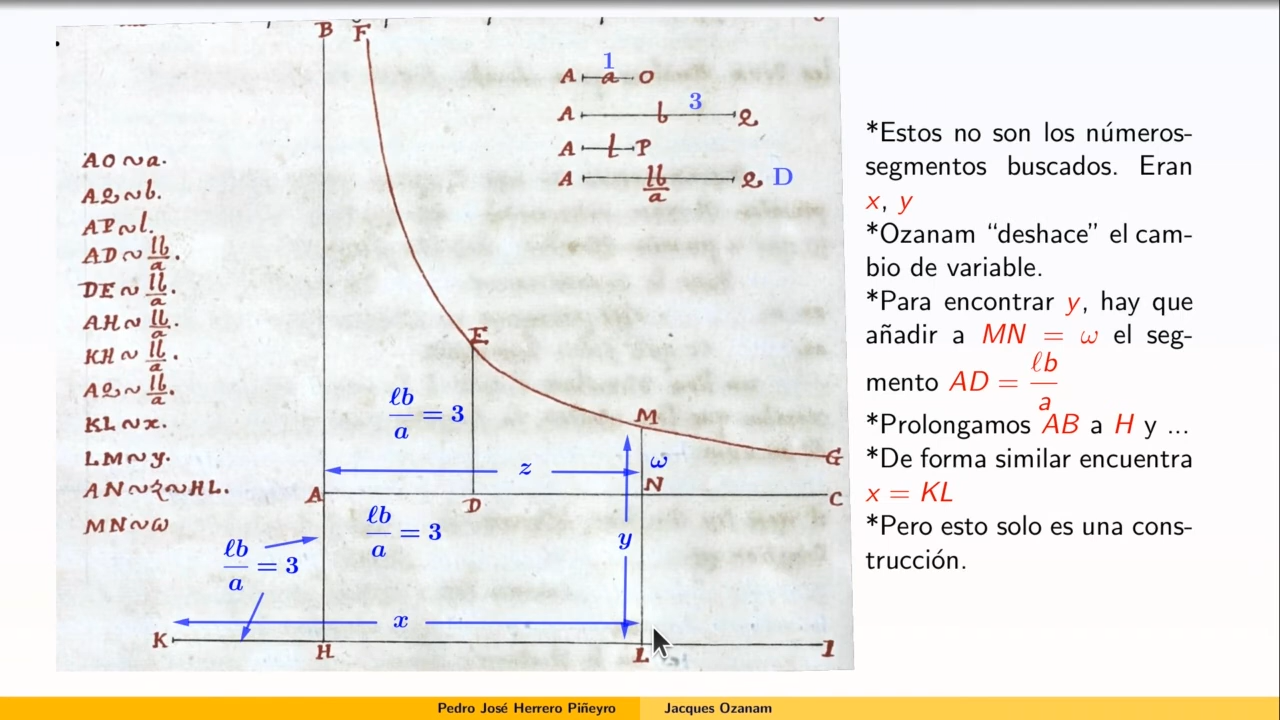 B F
A a O
1
A b Q
3
A l P
A lb/a Q D
AO ~ a.
AQ ~ b.
AP ~ l.
AD ~ lb/a.
DE ~ lb/a.
AH ~ lb/a.
KH ~ lb/a.
AQ ~ lb/a.
KL ~ x.
LM ~ y.
AN ~ z ~ HL.
MN ~ ω
E
ℓb/a = 3
M
G
z
ω
N
A
D
C
ℓb/a = 3
y
ℓb/a = 3
x
K
H
L
I
*Estos no son los números-
segmentos buscados. Eran
x, y
*Ozanam “deshace” el cam-
bio de variable.
*Para encontrar y, hay que
añadir a MN = ω el seg-
mento AD = ℓb/a
*Prolongamos AB a H y ...
*De forma similar encuentra
x = KL
*Pero esto solo es una cons-
trucción.
Pedro José Herrero Piñeyro
Jacques Ozanam